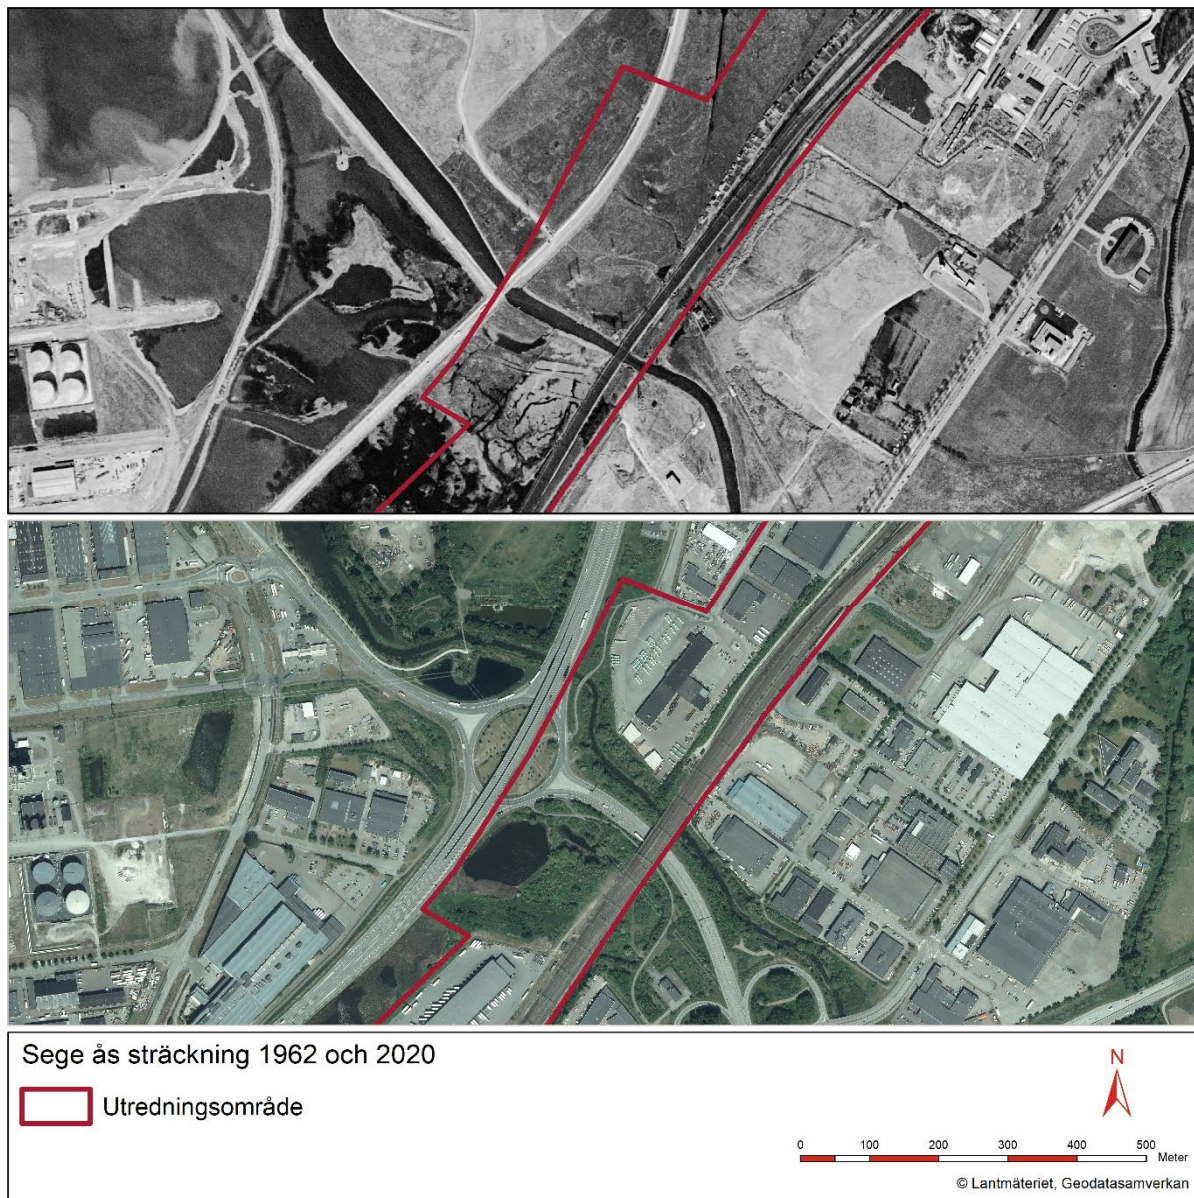 Sege ås sträckning 1962 och 2020
Utredningsområde
N
0 100 200 300 400 500
Meter
© Lantmäteriet, Geodatasamverkan